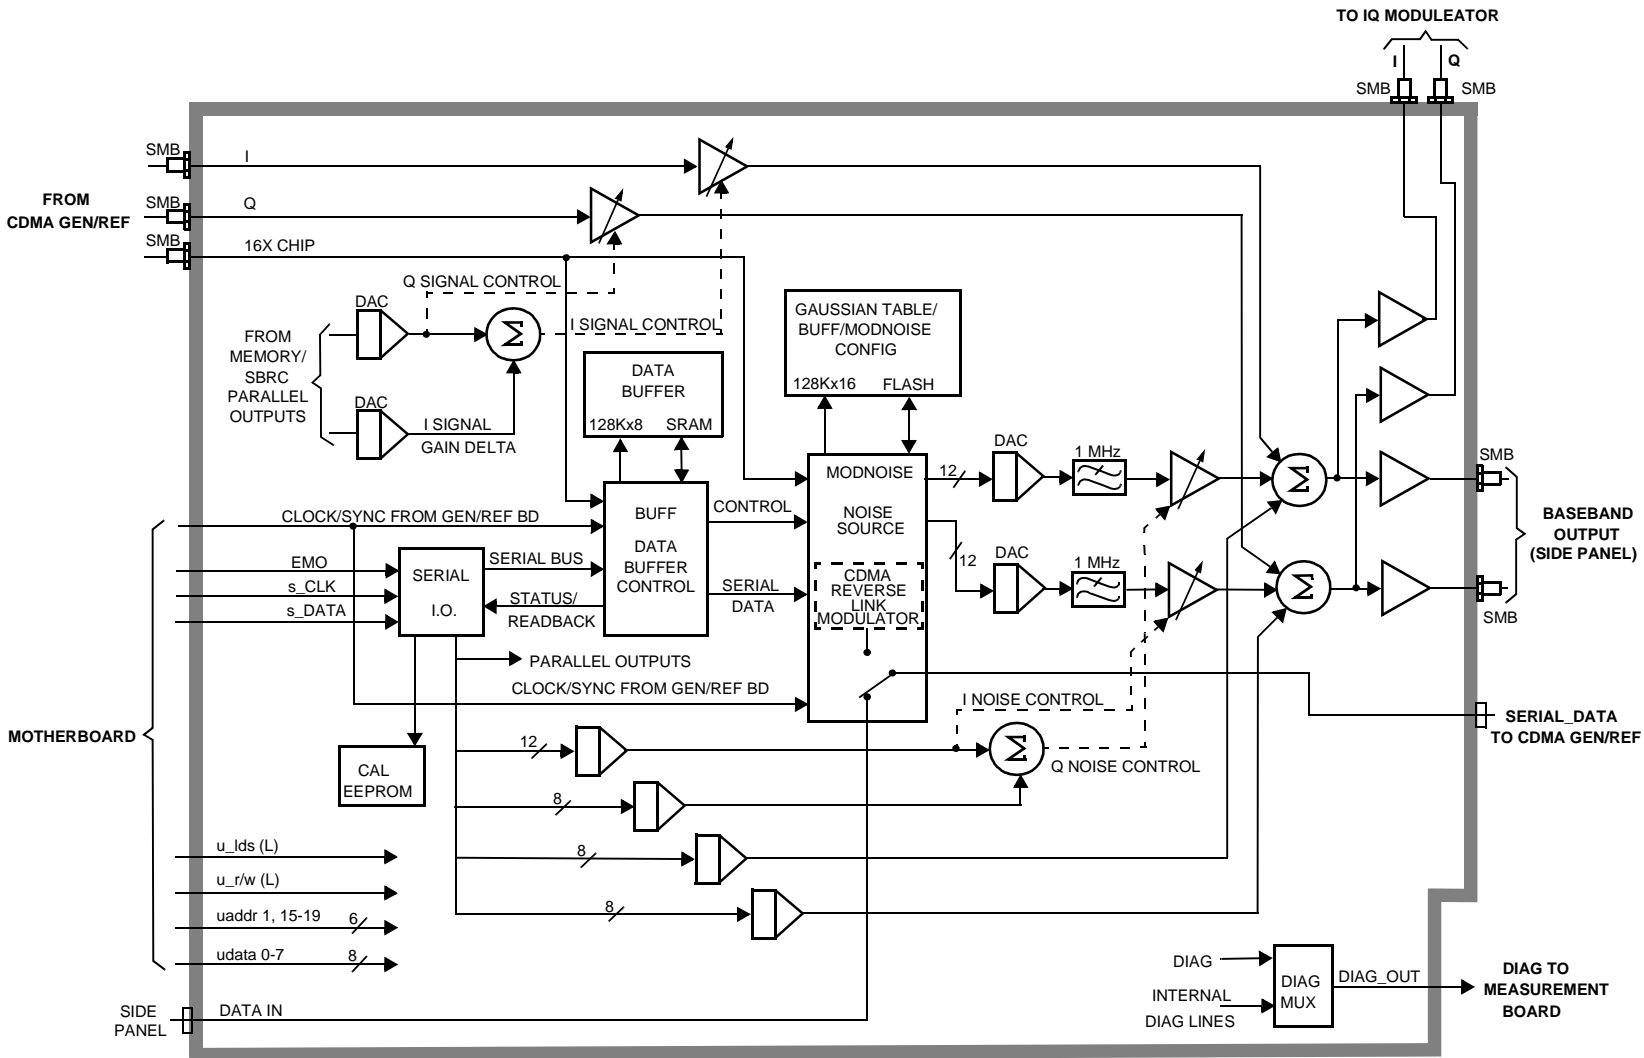 TO IQ MODULEATOR
I
Q
SMB
SMB
SMB
I
FROM
CDMA GEN/REF
SMB
Q
SMB
16X CHIP
Q SIGNAL CONTROL
DAC
I SIGNAL CONTROL
Σ
FROM
MEMORY/
SBRC
PARALLEL
OUTPUTS
DAC
I SIGNAL
GAIN DELTA
DATA
BUFFER
128Kx8
SRAM
GAUSSIAN TABLE/
BUFF/MODNOISE
CONFIG
128Kx16
FLASH
MODNOISE
NOISE
SOURCE
CDMA
REVERSE
LINK
MODULATOR
12
DAC
1 MHz
Σ
SMB
12
DAC
1 MHz
Σ
SMB
BASEBAND
OUTPUT
(SIDE PANEL)
CLOCK/SYNC FROM GEN/REF BD
BUFF
DATA
BUFFER
CONTROL
CONTROL
EMO
s_CLK
s_DATA
SERIAL
I.O.
SERIAL BUS
STATUS/
READBACK
SERIAL
DATA
PARALLEL OUTPUTS
CLOCK/SYNC FROM GEN/REF BD
I NOISE CONTROL
SERIAL_DATA
TO CDMA GEN/REF
MOTHERBOARD
12
Σ
Q NOISE CONTROL
CAL
EEPROM
8
8
8
u_lds (L)
u_r/w (L)
uaddr 1, 15-19
6
udata 0-7
8
SIDE
PANEL
DATA IN
DIAG
INTERNAL
DIAG LINES
DIAG
MUX
DIAG_OUT
DIAG TO
MEASUREMENT
BOARD